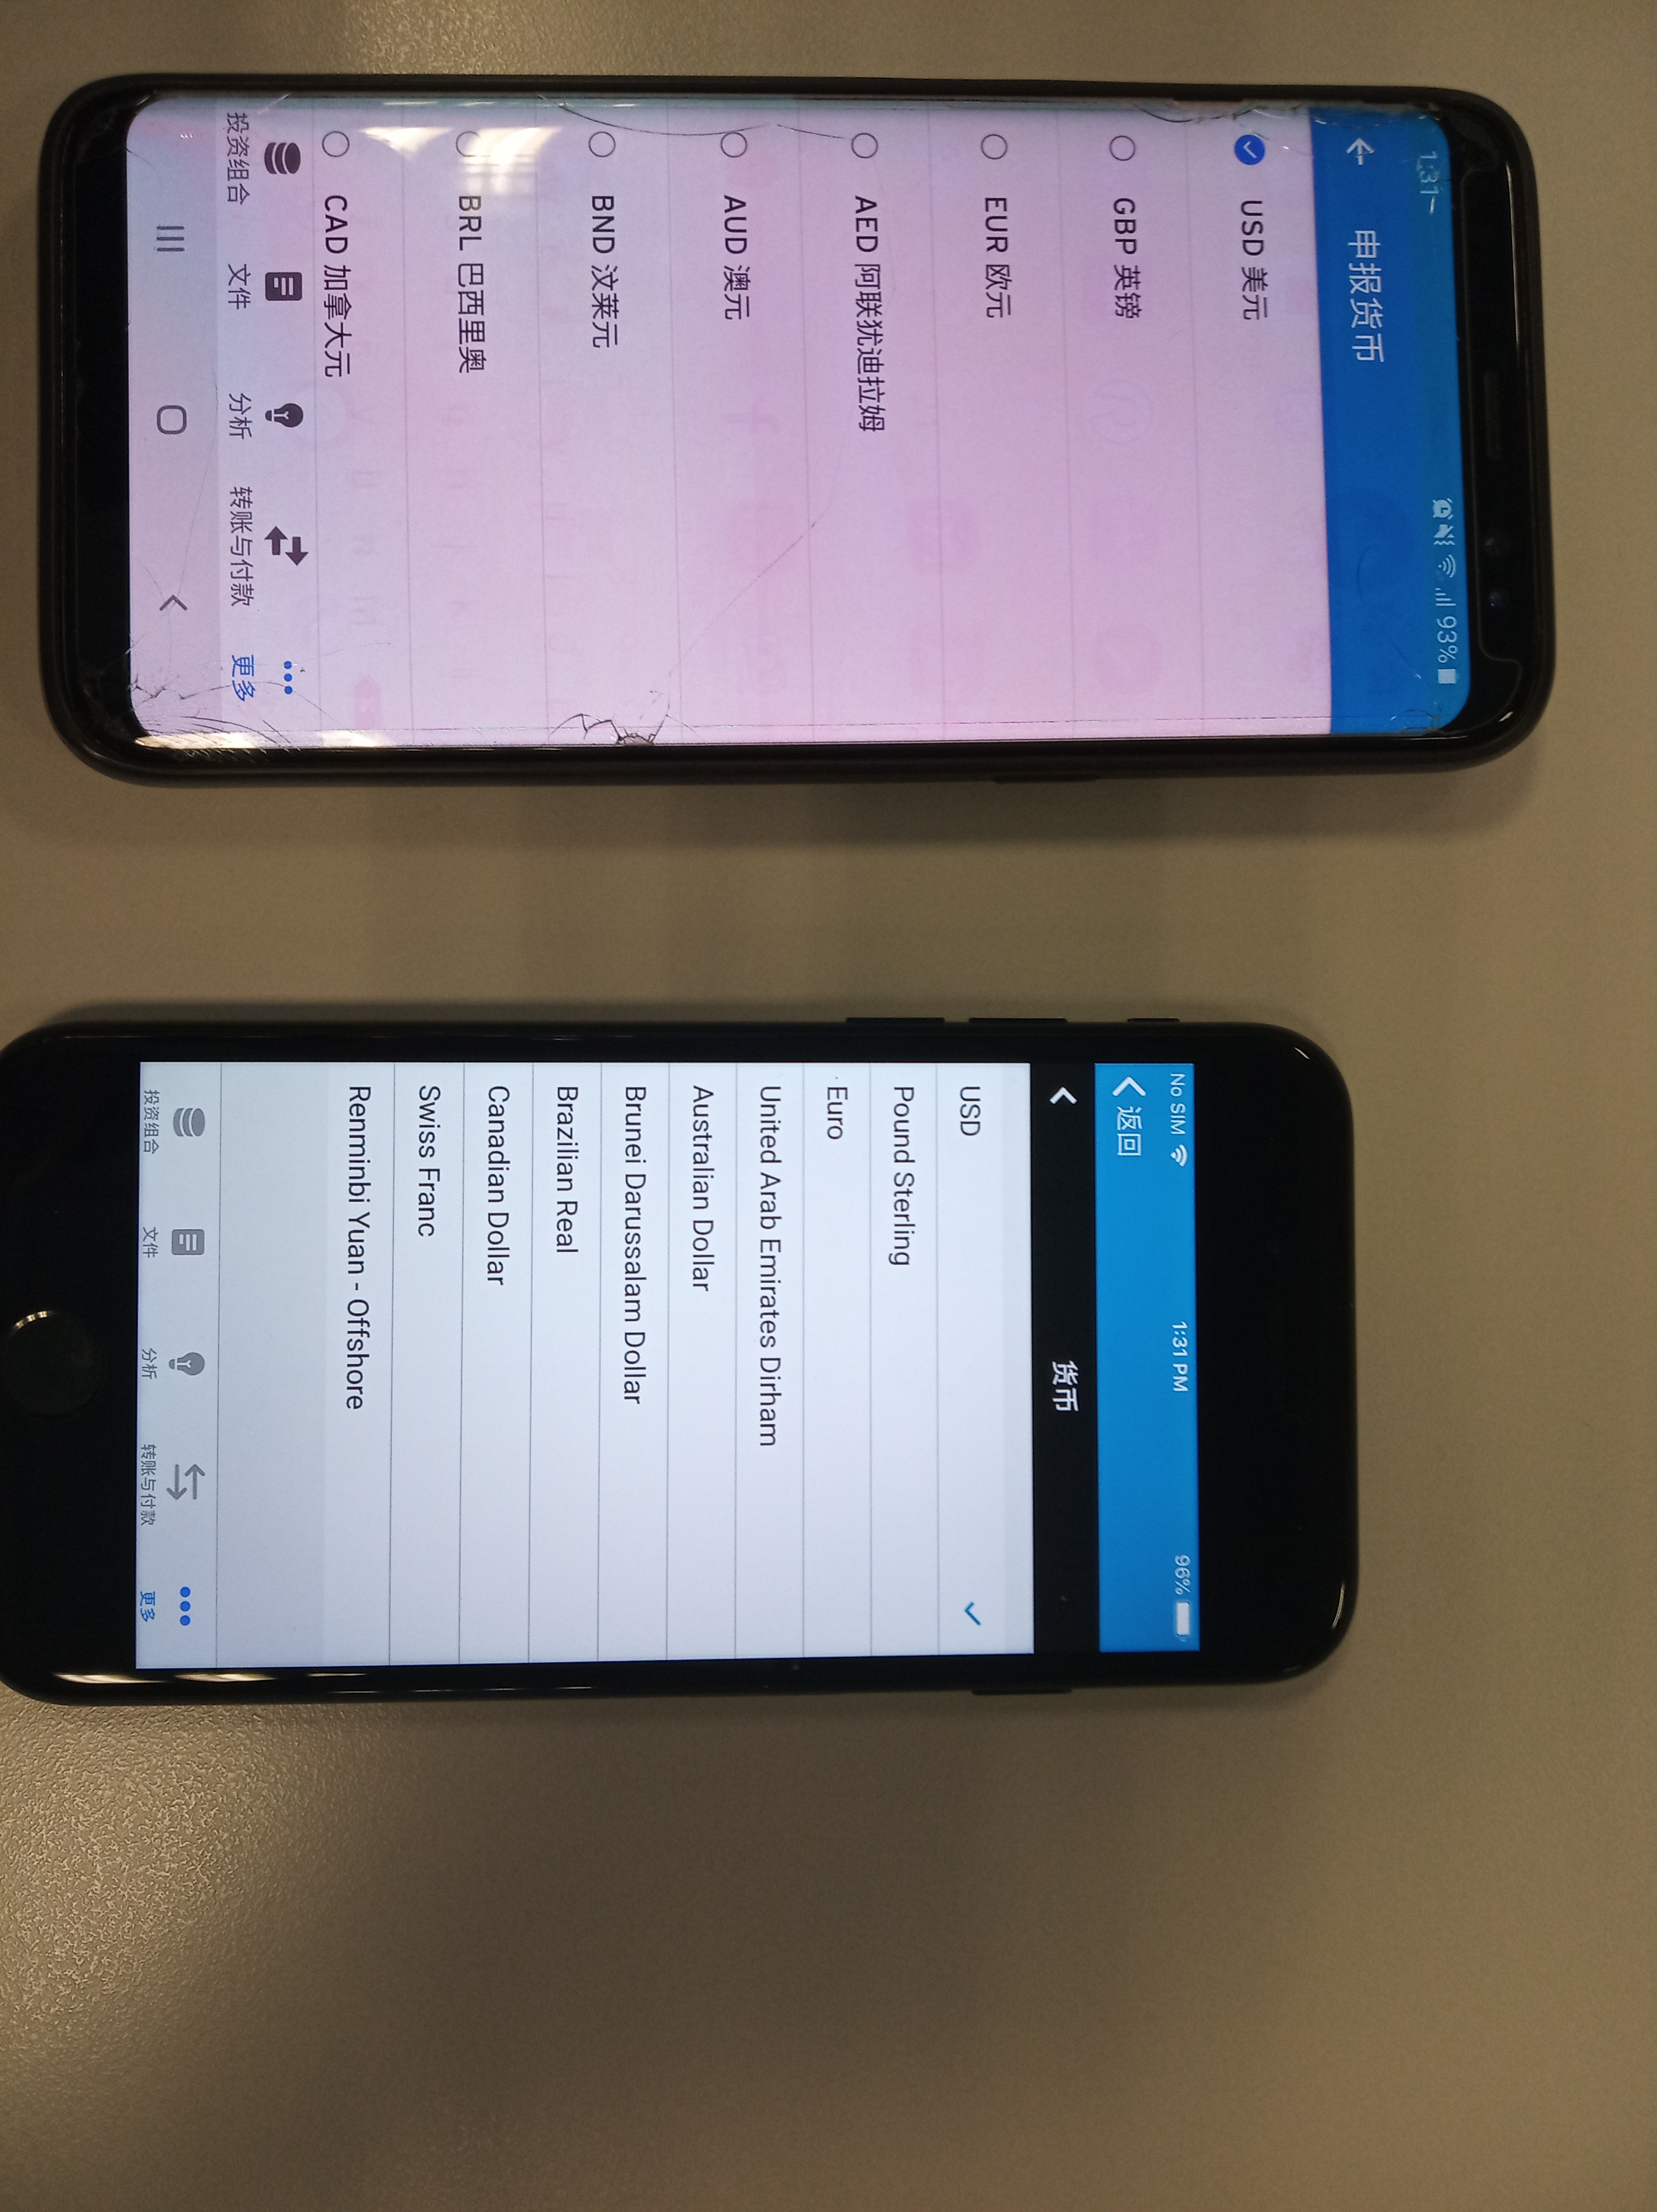 1:31
93%
申报货币
USD 美元
GBP 英镑
EUR 欧元
AED 阿联犹迪拉姆
AUD 澳元
BND 汶莱元
BRL 巴西里奥
CAD 加拿大元
投资组合 文件 分析 转账与付款 更多
No SIM 1:31 PM 96%
返回
货币
USD
Pound Sterling
Euro
United Arab Emirates Dirham
Australian Dollar
Brunei Darussalam Dollar
Brazilian Real
Canadian Dollar
Swiss Franc
Renminbi Yuan - Offshore
投资组合 文件 分析 转账与付款 更多